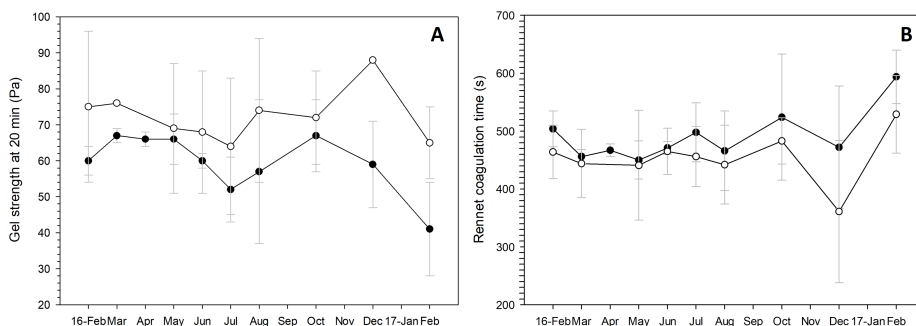 A
Gel strength at 20 min (Pa)
100
90
80
70
60
50
40
30
20
16-Feb Mar Apr May Jun Jul Aug Sep Oct Nov Dec 17-Jan Feb
B
Rennet coagulation time (s)
700
600
500
400
300
200
16-Feb Mar Apr May Jun Jul Aug Sep Oct Nov Dec 17-Jan Feb